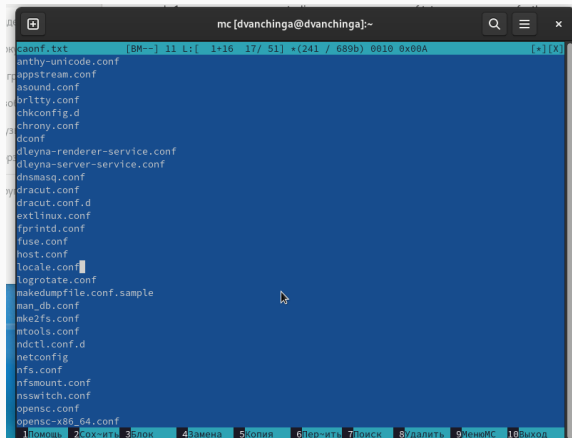 mc [dvanchinga@dvanchinga]:~
caonf.txt [BM--] 11 L:[ 1+16 17/ 51] *(241 / 689b) 0010 0x00A [*][X]
anthy-unicode.conf
appstream.conf
asound.conf
brltty.conf
chkconfig.d
chrony.conf
dconf
dleyna-renderer-service.conf
dleyna-server-service.conf
dnsmasq.conf
dracut.conf
dracut.conf.d
extlinux.conf
fprintd.conf
fuse.conf
host.conf
locale.conf
logrotate.conf
makedumpfile.conf.sample
man_db.conf
mke2fs.conf
mtools.conf
ndctl.conf.d
netconfig
nfs.conf
nfsmount.conf
nsswitch.conf
opensc.conf
opensc-x86_64.conf
1Помощь 2Сох~ить 3Блок 4Замена 5Копия 6Пер~ить 7Поиск 8Удалить 9МенюМС 10Выход